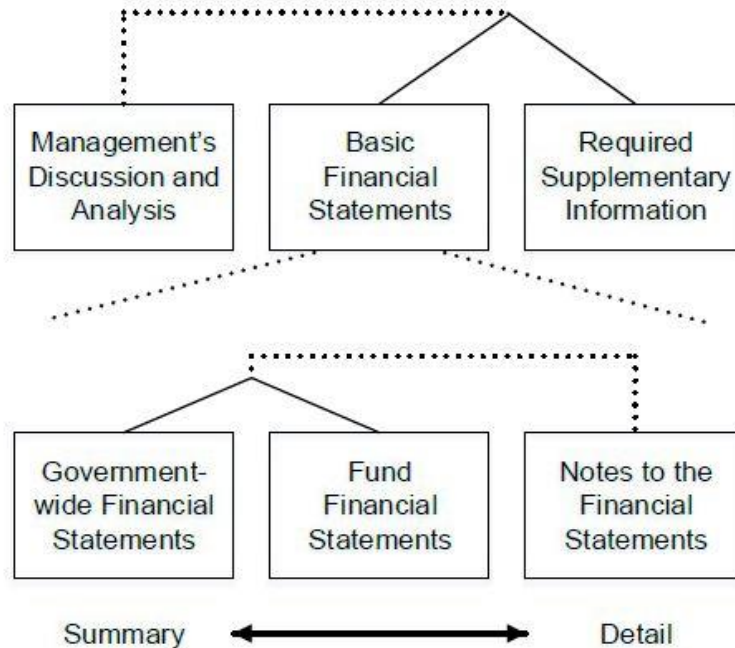 Management's
Discussion and
Analysis
Basic
Financial
Statements
Required
Supplementary
Information
Government-
wide Financial
Statements
Fund
Financial
Statements
Notes to the
Financial
Statements
Summary
Detail